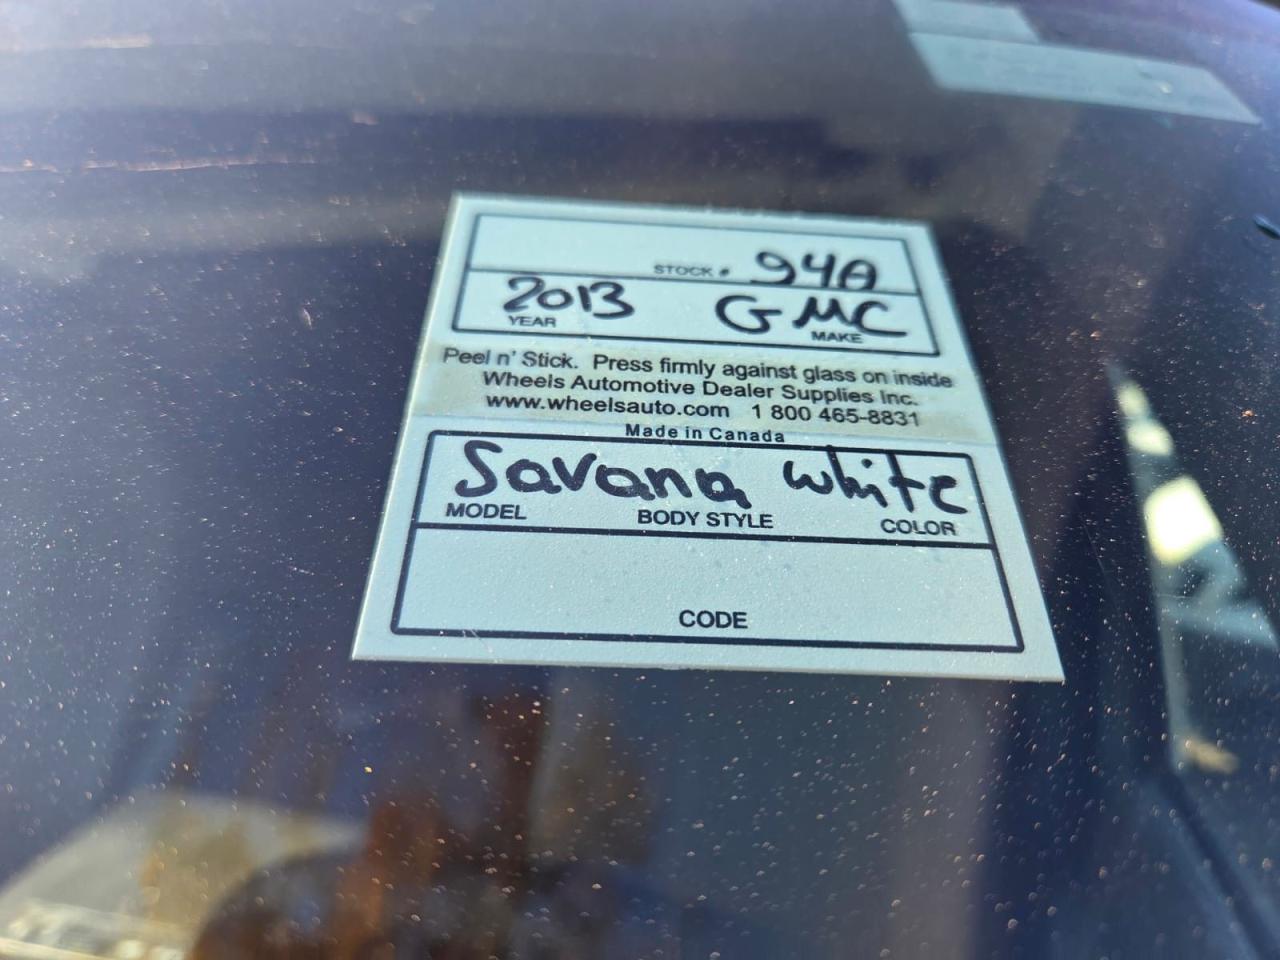 STOCK # 94A
2013 GMC
YEAR MAKE
Peel n' Stick. Press firmly against glass on inside
Wheels Automotive Dealer Supplies Inc.
www.wheelsauto.com 1 800 465-8831
Made in Canada
Savana white
MODEL BODY STYLE COLOR
CODE